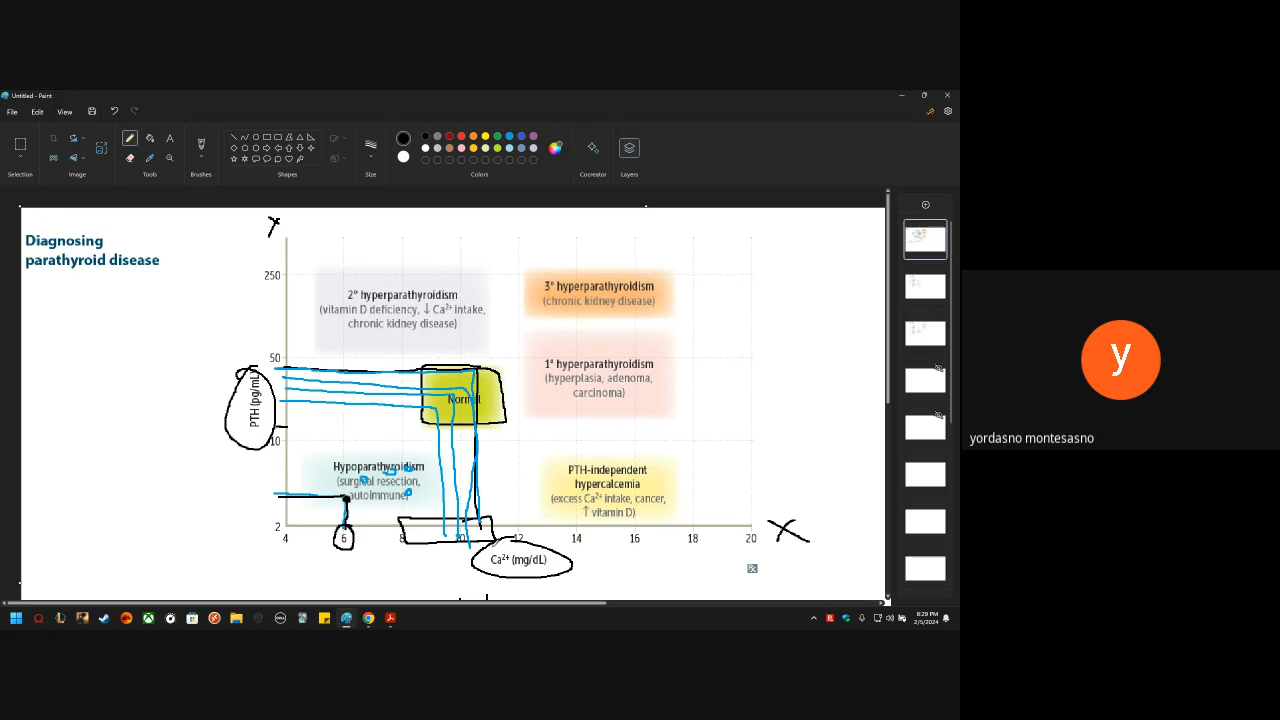 Untitled - Paint
File Edit View
Selection Image Tools Brushes Shapes Size Colors Cocreator Layers
Y
Diagnosing
parathyroid disease
250
50
10
2
PTH (pg/mL)
2° hyperparathyroidism
(vitamin D deficiency, ↓ Ca²⁺ intake,
chronic kidney disease)
3° hyperparathyroidism
(chronic kidney disease)
1° hyperparathyroidism
(hyperplasia, adenoma,
carcinoma)
Normal
Hypoparathyroidism
(surgical resection,
autoimmune)
PTH-independent
hypercalcemia
(excess Ca²⁺ intake, cancer,
↑ vitamin D)
4 6 8 10 12 14 16 18 20
X
Ca²⁺ (mg/dL)
y
yordasno montesasno
8:29 PM
2/5/2024